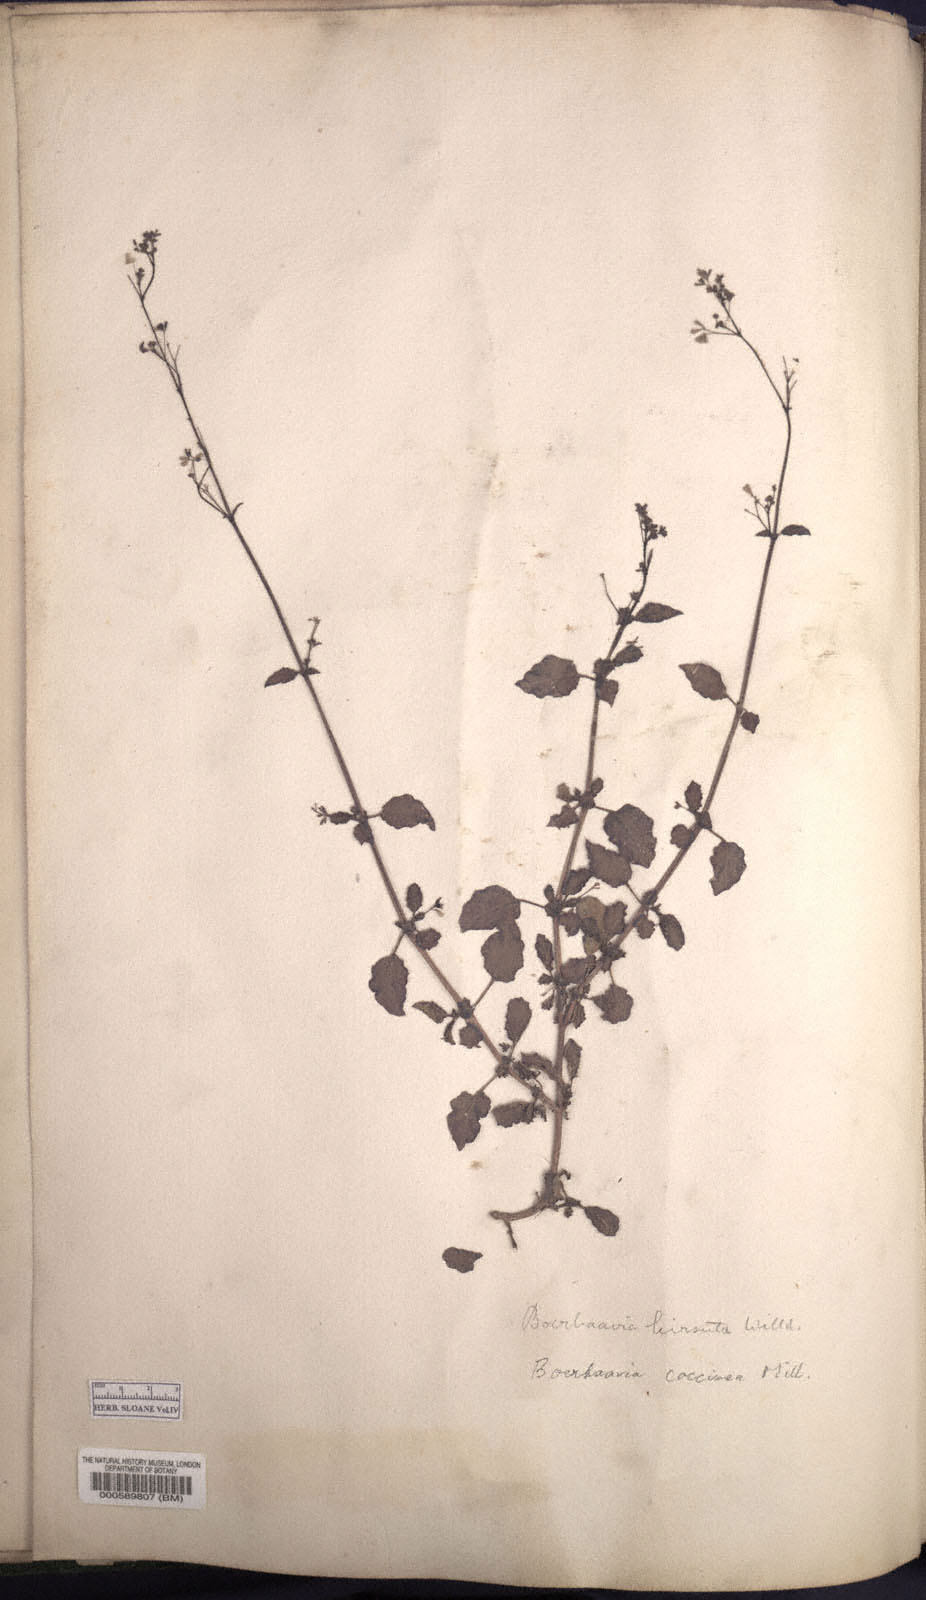 Boerhaavia hirsuta Willd.
Boerhaavia coccinea Mill.
HERB. SLOANE Vol.IV
THE NATURAL HISTORY MUSEUM, LONDON
DEPARTMENT OF BOTANY
000589807 (BM)